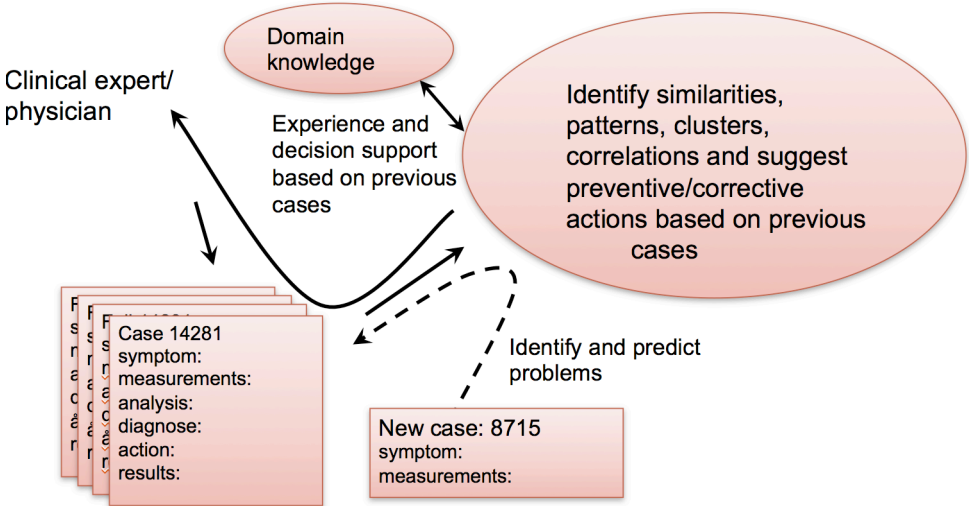 Domain
knowledge
Clinical expert/
physician
Experience and
decision support
based on previous
cases
Identify similarities,
patterns, clusters,
correlations and suggest
preventive/corrective
actions based on previous
cases
Case 14281
symptom:
measurements:
analysis:
diagnose:
action:
results:
Identify and predict
problems
New case: 8715
symptom:
measurements: